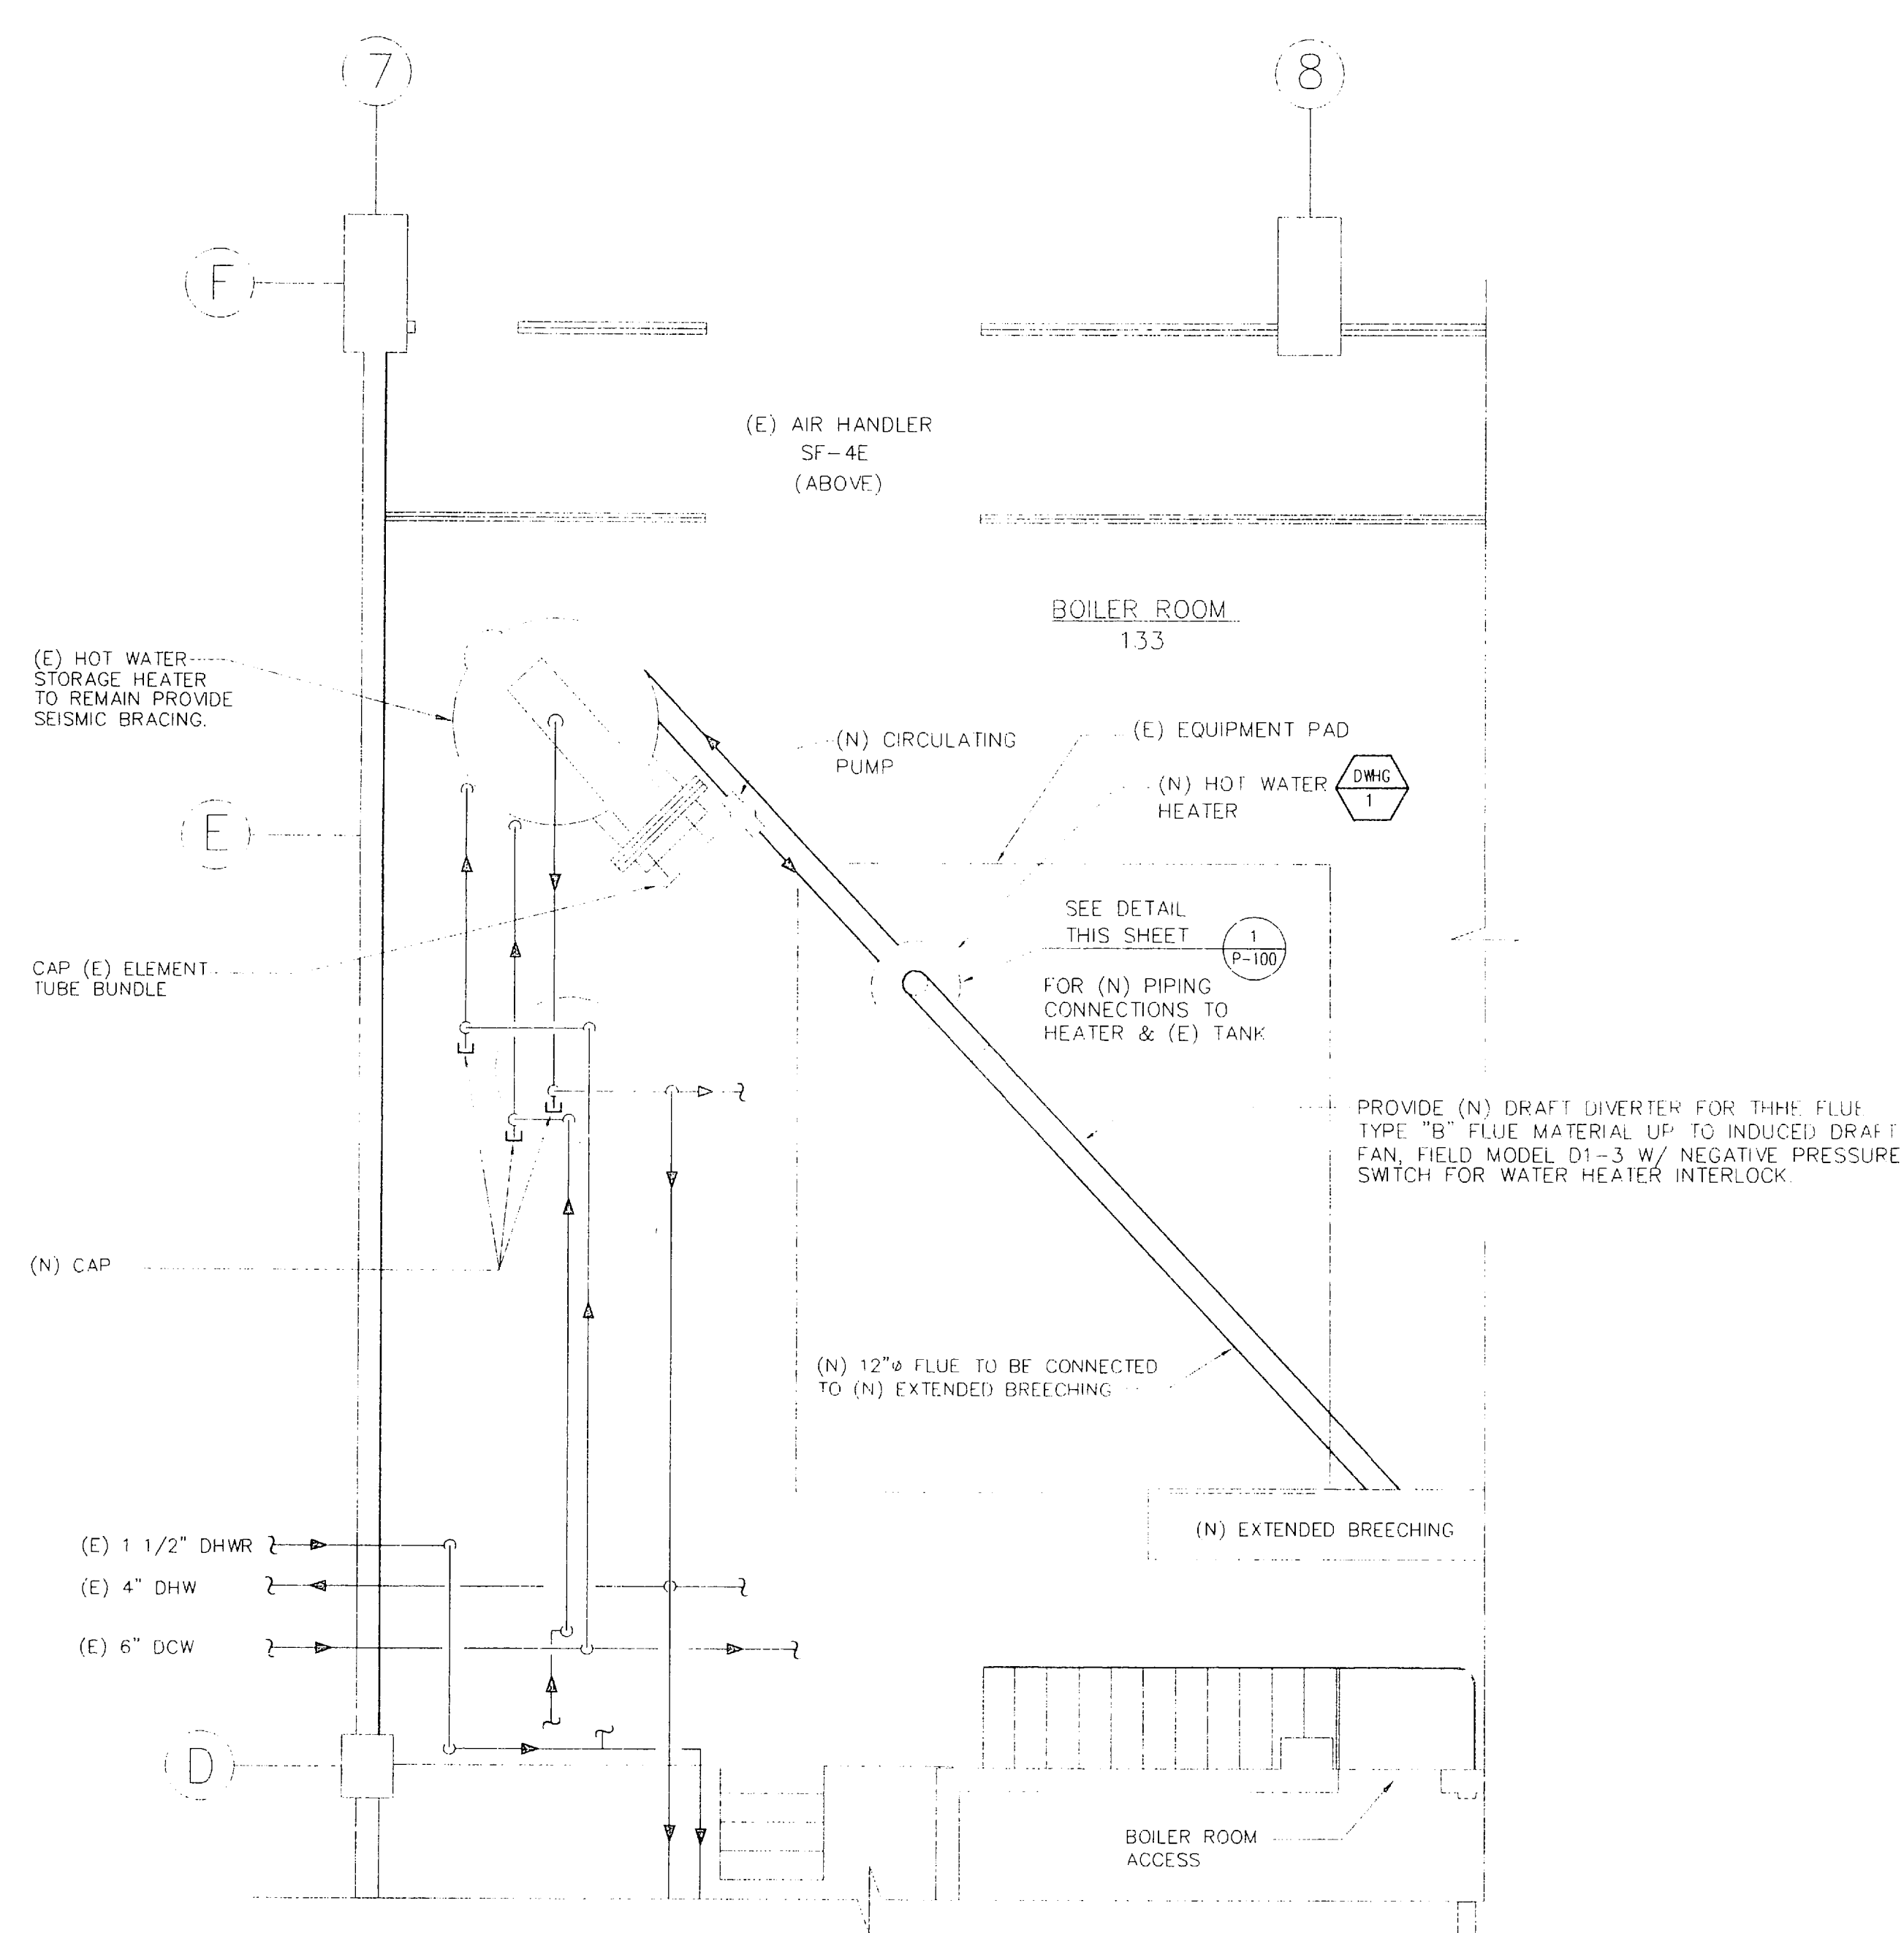 7
8
F
(E) AIR HANDLER
SF-4E
(ABOVE)
BOILER ROOM
133
(E) HOT WATER
STORAGE HEATER
TO REMAIN PROVIDE
SEISMIC BRACING.
(N) CIRCULATING
PUMP
(E) EQUIPMENT PAD
(N) HOT WATER
HEATER
DWHG
1
E
SEE DETAIL
THIS SHEET
1
P-100
FOR (N) PIPING
CONNECTIONS TO
HEATER & (E) TANK
CAP (E) ELEMENT
TUBE BUNDLE
PROVIDE (N) DRAFT DIVERTER FOR THHE FLUE
TYPE "B" FLUE MATERIAL UP TO INDUCED DRAFT
FAN, FIELD MODEL D1-3 W/ NEGATIVE PRESSURE
SWITCH FOR WATER HEATER INTERLOCK.
(N) CAP
(N) 12"ø FLUE TO BE CONNECTED
TO (N) EXTENDED BREECHING
(N) EXTENDED BREECHING
(E) 1 1/2" DHWR
(E) 4" DHW
(E) 6" DCW
D
BOILER ROOM
ACCESS